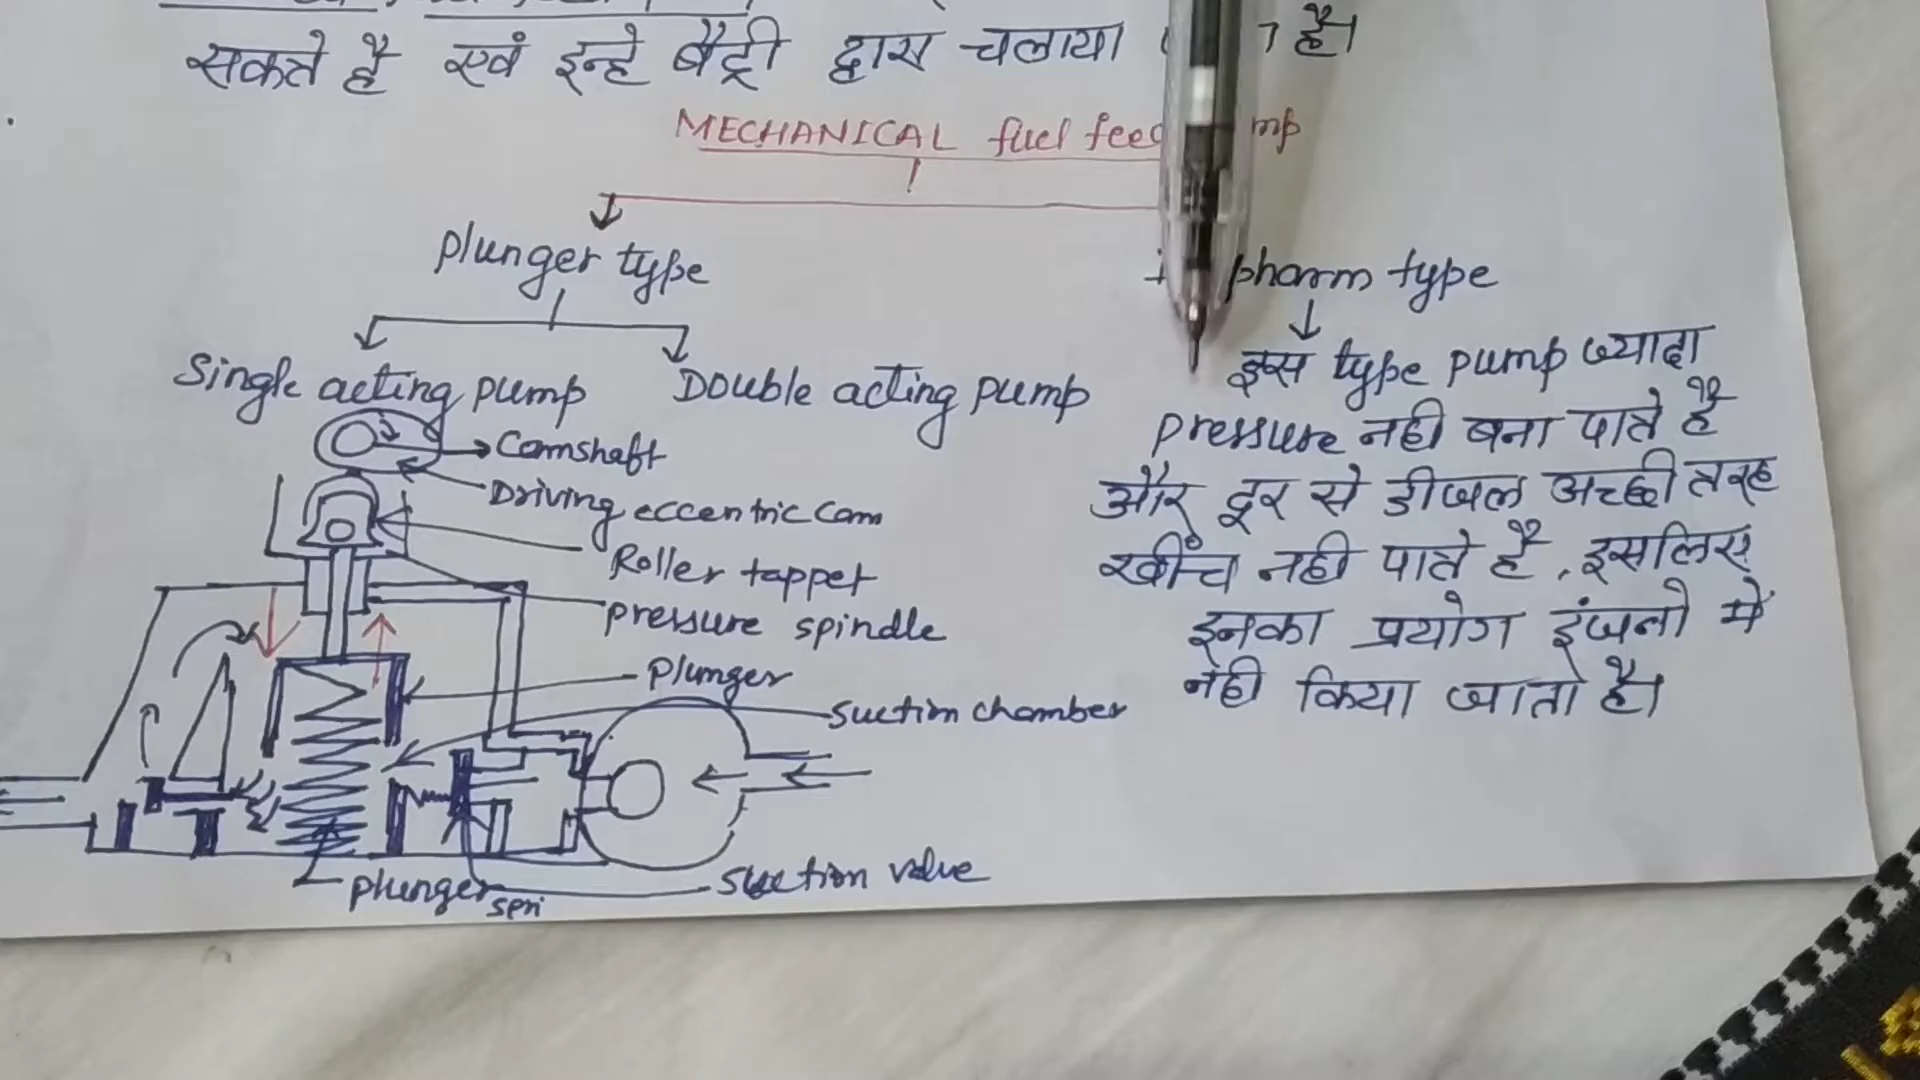 सकते है एवं इन्हे बैट्री द्वारा चलाया है।
MECHANICAL fuel feed
plunger type
type
Single acting pump
Double acting pump
Camshaft
Driving eccentric Cam
Roller tappet
pressure spindle
plunger
Suction chamber
Suction valve
plunger spri
इस type pump ज्यादा
pressure नही बना पाते है
और दूर से डीजल अच्छी तरह
खींच नही पाते है, इसलिए
इनका प्रयोग इंजनो मे
नही किया जाता है।